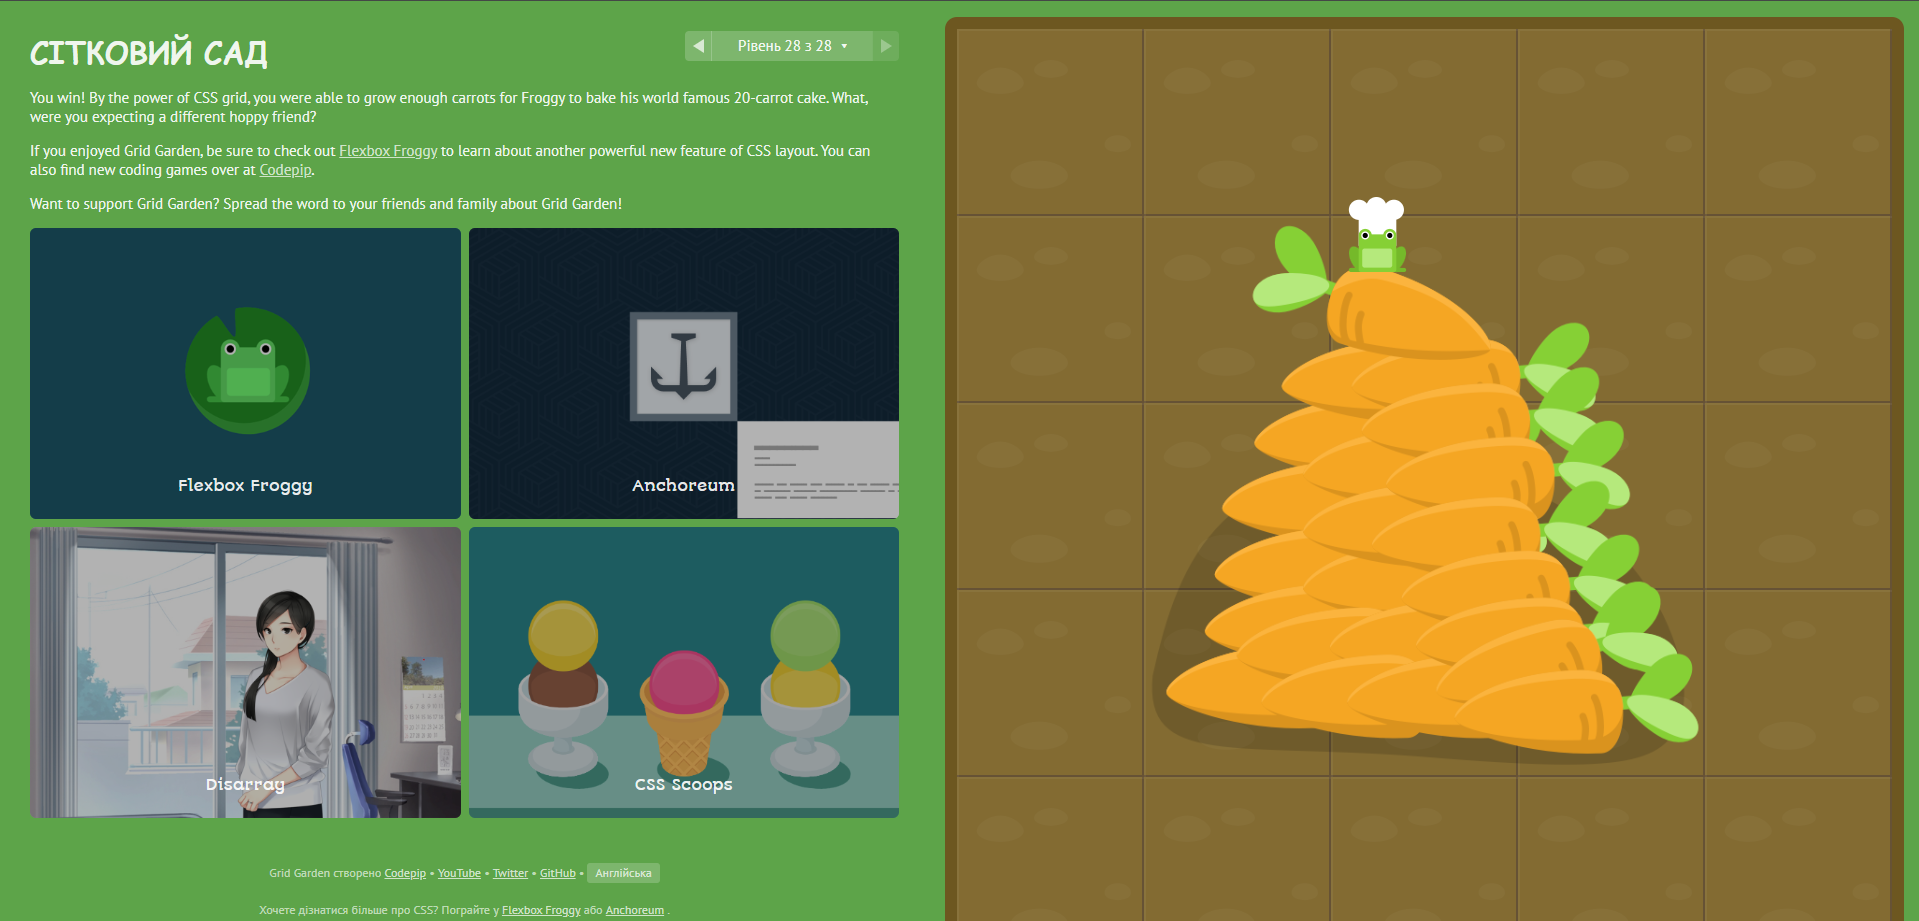 СІТКОВИЙ САД
Рівень 28 з 28
You win! By the power of CSS grid, you were able to grow enough carrots for Froggy to bake his world famous 20-carrot cake. What,
were you expecting a different hoppy friend?
If you enjoyed Grid Garden, be sure to check out Flexbox Froggy to learn about another powerful new feature of CSS layout. You can
also find new coding games over at Codepip.
Want to support Grid Garden? Spread the word to your friends and family about Grid Garden!
Flexbox Froggy
Anchoreum
Disarray
CSS Scoops
Grid Garden створено Codepip • YouTube • Twitter • GitHub • Англійська
Хочете дізнатися більше про CSS? Пограйте у Flexbox Froggy або Anchoreum .